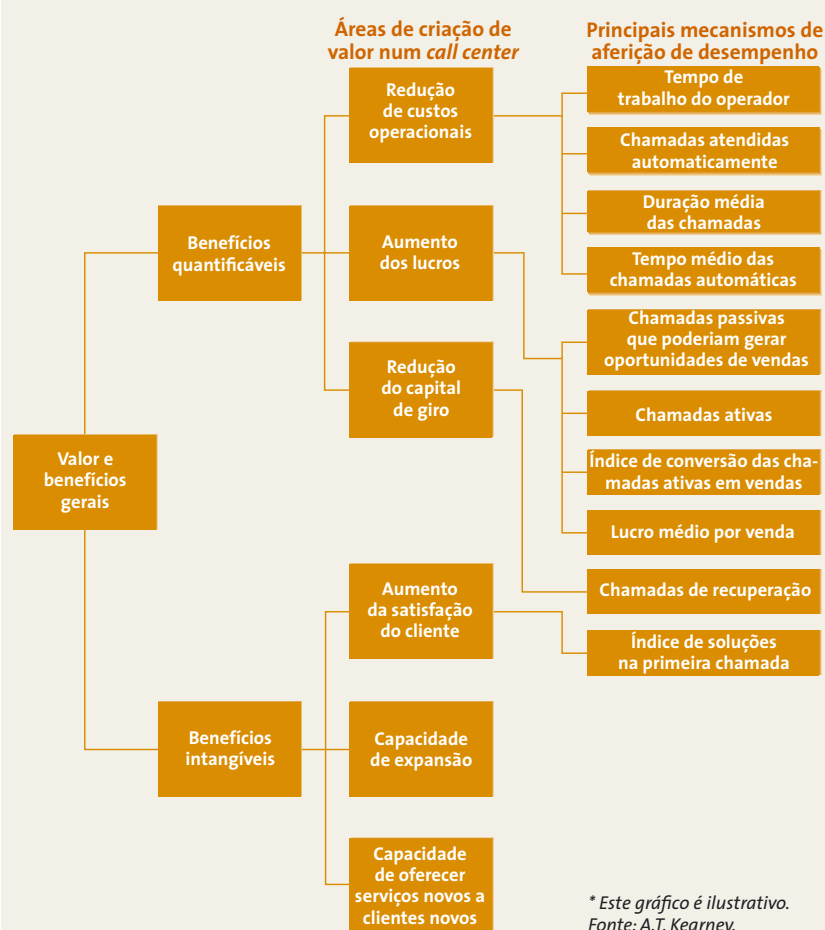 Áreas de criação de
valor num call center
Principais mecanismos de
aferição de desempenho
Redução
de custos
operacionais
Tempo de
trabalho do operador
Chamadas atendidas
automaticamente
Duração média
das chamadas
Tempo médio das
chamadas automáticas
Benefícios
quantificáveis
Aumento
dos lucros
Chamadas passivas
que poderiam gerar
oportunidades de vendas
Redução
do capital
de giro
Chamadas ativas
Valor e
benefícios
gerais
Índice de conversão das cha-
madas ativas em vendas
Lucro médio por venda
Chamadas de recuperação
Aumento
da satisfação
do cliente
Índice de soluções
na primeira chamada
Benefícios
intangíveis
Capacidade
de expansão
Capacidade
de oferecer
serviços novos a
clientes novos
* Este gráfico é ilustrativo.
Fonte: A.T. Kearney.